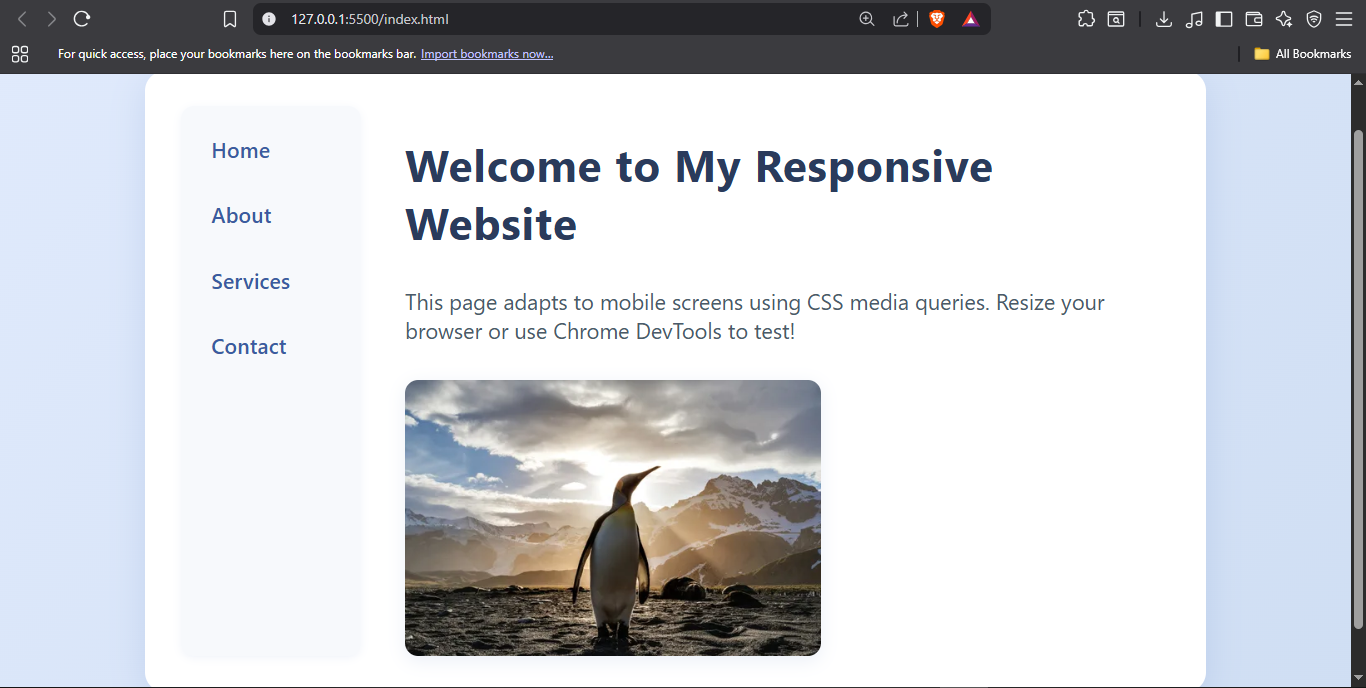 127.0.0.1:5500/index.html
For quick access, place your bookmarks here on the bookmarks bar. Import bookmarks now...
All Bookmarks
Home
About
Services
Contact
Welcome to My Responsive
Website
This page adapts to mobile screens using CSS media queries. Resize your
browser or use Chrome DevTools to test!